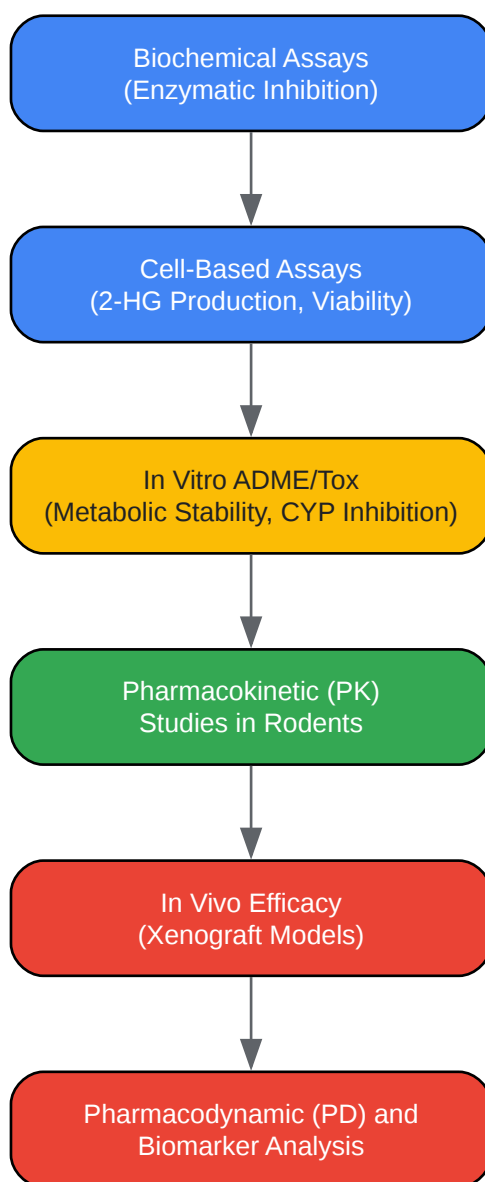 Biochemical Assays
(Enzymatic Inhibition)
Cell-Based Assays
(2-HG Production, Viability)
In Vitro ADME/Tox
(Metabolic Stability, CYP Inhibition)
Pharmacokinetic (PK)
Studies in Rodents
In Vivo Efficacy
(Xenograft Models)
Pharmacodynamic (PD) and
Biomarker Analysis